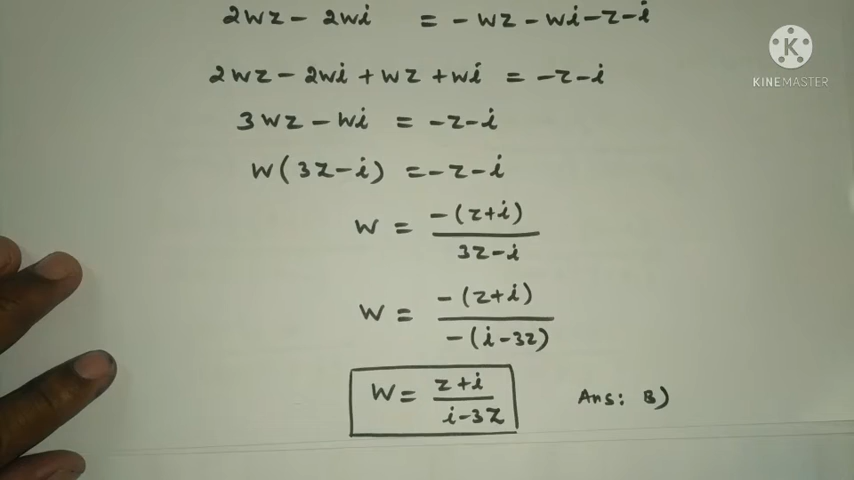 2wz - 2wi = - wz - wi - z - i
K
KINEMASTER
2wz - 2wi + wz + wi = -z - i
3wz - wi = -z - i
w(3z - i) = -z - i
w = -(z+i) / 3z - i
w = -(z+i) / -(i - 3z)
w = z+i / i-3z Ans: B)